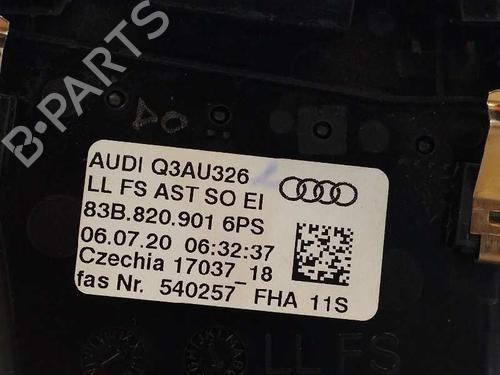 B-PARTS
AUDI Q3AU326
LL FS AST SO EI
83B.820.901 6PS
06.07.20 06:32:37
Czechia 17037_18
fas Nr. 540257 FHA 11S
LL FS